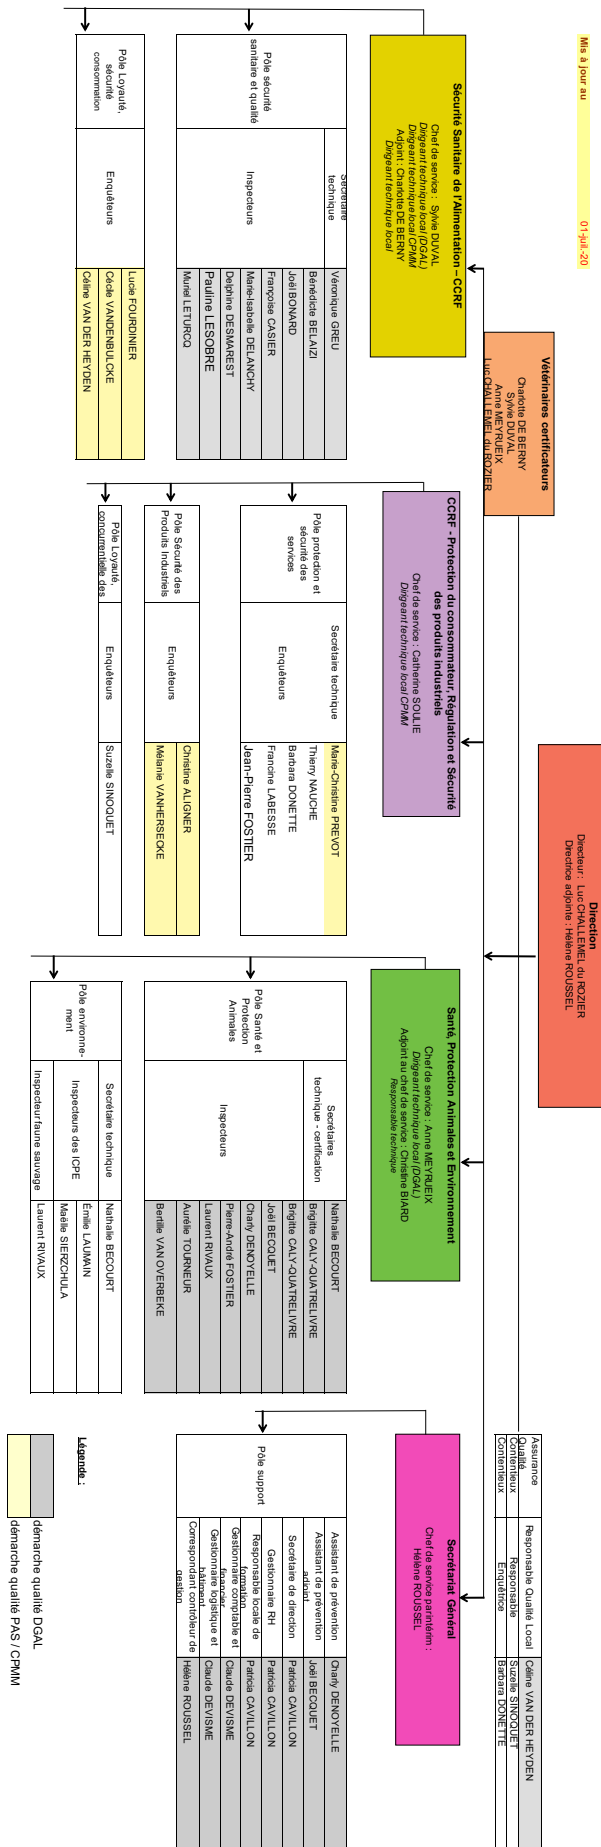 Mis à jour au 01-juil.-20
Direction
Directeur : Luc CHALLEMEL du ROZIER
Directrice adjointe : Hélène ROUSSEL
Vétérinaires certificateurs
Charlotte DE BERNY
Sylvie DUVAL
Anne MEYRUEIX
Luc CHALLEMEL du ROZIER
Assurance Qualité
Responsable Qualité Local
Céline VAN DER HEYDEN
Contentieux
Responsable
Suzelle SINOQUET
Contentieux
Enquêtrice
Barbara DONETTE
Sécurité Sanitaire de l'Alimentation – CCRF
Chef de service : Sylvie DUVAL
Dirigeant technique local (DGAL)
Dirigeant technique local CPMM
Adjoint : Charlotte DE BERNY
Dirigeant technique local
Pôle sécurité
sanitaire et qualité
Secrétaire
technique
Véronique GREU
Inspecteurs
Bénédicte BELAIZI
Joël BONARD
Françoise CASIER
Marie-Isabelle DELANCHY
Delphine DESMAREST
Pauline LESOBRE
Muriel LETURCQ
Pôle Loyauté,
sécurité
consommation
Enquêteurs
Lucie FOURDINIER
Cécile VANDENBULCKE
Céline VAN DER HEYDEN
CCRF - Protection du consommateur, Régulation et Sécurité
des produits industriels
Chef de service : Catherine SOULIE
Dirigeant technique local CPMM
Pôle protection et
sécurité des
services
Secrétaire technique
Marie-Christine PREVOT
Enquêteurs
Thierry NAUCHE
Barbara DONETTE
Francine LABESSE
Jean-Pierre FOSTIER
Pôle Sécurité des
Produits Industriels
Enquêteurs
Christine ALIGNER
Mélanie VANHERSECKE
Pôle Loyauté,
concurrentielle des
Enquêteurs
Suzelle SINOQUET
Santé, Protection Animales et Environnement
Chef de service : Anne MEYRUEIX
Dirigeant technique local (DGAL)
Adjoint au chef de service : Christine BIARD
Responsable technique
Pôle Santé et
Protection
Animales
Secrétaires
technique - certification
Nathalie BECOURT
Brigitte CALY-QUATRELIVRE
Inspecteurs
Brigitte CALY-QUATRELIVRE
Joël BECQUET
Charly DENOYELLE
Pierre-André FOSTIER
Laurent RIVAUX
Aurélie TOURNEUR
Bertille VAN OVERBEKE
Pôle environne-
ment
Secrétaire technique
Nathalie BECOURT
Inspecteurs des ICPE
Émilie LAUMAIN
Maëlle SIERZCHULA
Inspecteur faune sauvage
Laurent RIVAUX
Secrétariat Général
Chef de service par intérim :
Hélène ROUSSEL
Pôle support
Assistant de prévention
Charly DENOYELLE
Assistant de prévention
adjoint
Joël BECQUET
Secrétaire de direction
Patricia CAVILLON
Gestionnaire RH
Patricia CAVILLON
Responsable locale de
formation
Patricia CAVILLON
Gestionnaire comptable et
financier
Claude DEVISME
Gestionnaire logistique et
bâtiment
Claude DEVISME
Correspondant contrôleur de
gestion
Hélène ROUSSEL
Légende :
démarche qualité DGAL
démarche qualité PAS / CPMM